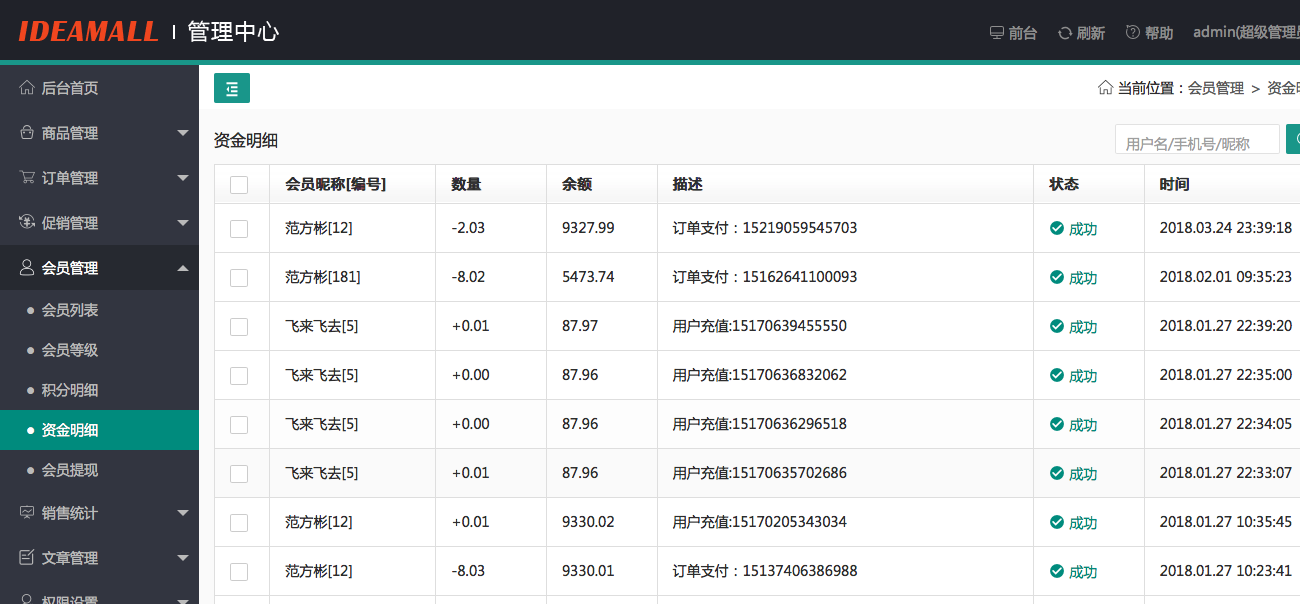 IDEAMALL | 管理中心
前台 刷新 帮助 admin(超级管理员
后台首页
商品管理
订单管理
促销管理
会员管理
会员列表
会员等级
积分明细
资金明细
会员提现
销售统计
文章管理
权限设置
当前位置：会员管理 > 资金明
资金明细
用户名/手机号/昵称
会员昵称[编号] 数量 余额 描述 状态 时间
范方彬[12] -2.03 9327.99 订单支付：15219059545703 成功 2018.03.24 23:39:18
范方彬[181] -8.02 5473.74 订单支付：15162641100093 成功 2018.02.01 09:35:23
飞来飞去[5] +0.01 87.97 用户充值:15170639455550 成功 2018.01.27 22:39:20
飞来飞去[5] +0.00 87.96 用户充值:15170636832062 成功 2018.01.27 22:35:00
飞来飞去[5] +0.00 87.96 用户充值:15170636296518 成功 2018.01.27 22:34:05
飞来飞去[5] +0.01 87.96 用户充值:15170635702686 成功 2018.01.27 22:33:07
范方彬[12] +0.01 9330.02 用户充值:15170205343034 成功 2018.01.27 10:35:45
范方彬[12] -8.03 9330.01 订单支付：15137406386988 成功 2018.01.27 10:23:41